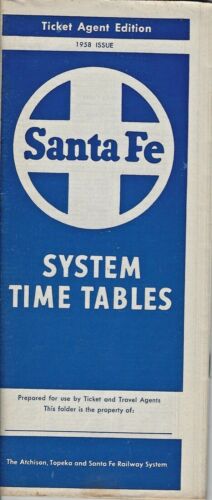 Ticket Agent Edition
1958 ISSUE
Santa Fe
SYSTEM
TIME TABLES
Prepared for use by Ticket and Travel Agents
This folder is the property of:
The Atchison, Topeka and Santa Fe Railway System